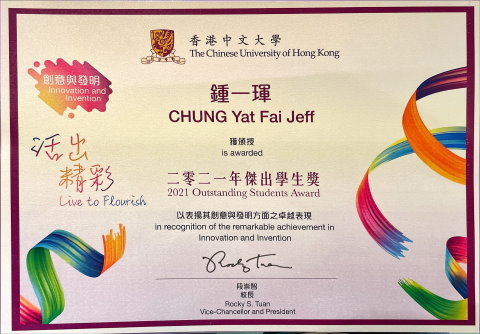 香港中文大學
The Chinese University of Hong Kong
創意與發明
Innovation and
Invention
鍾一琿
CHUNG Yat Fai Jeff
獲頒授
is awarded
活出
精彩
Live to Flourish
二零二一年傑出學生獎
2021 Outstanding Students Award
以表揚其創意與發明方面之卓越表現
in recognition of the remarkable achievement in
Innovation and Invention
Rocky Tuan
段崇智
校長
Rocky S. Tuan
Vice-Chancellor and President